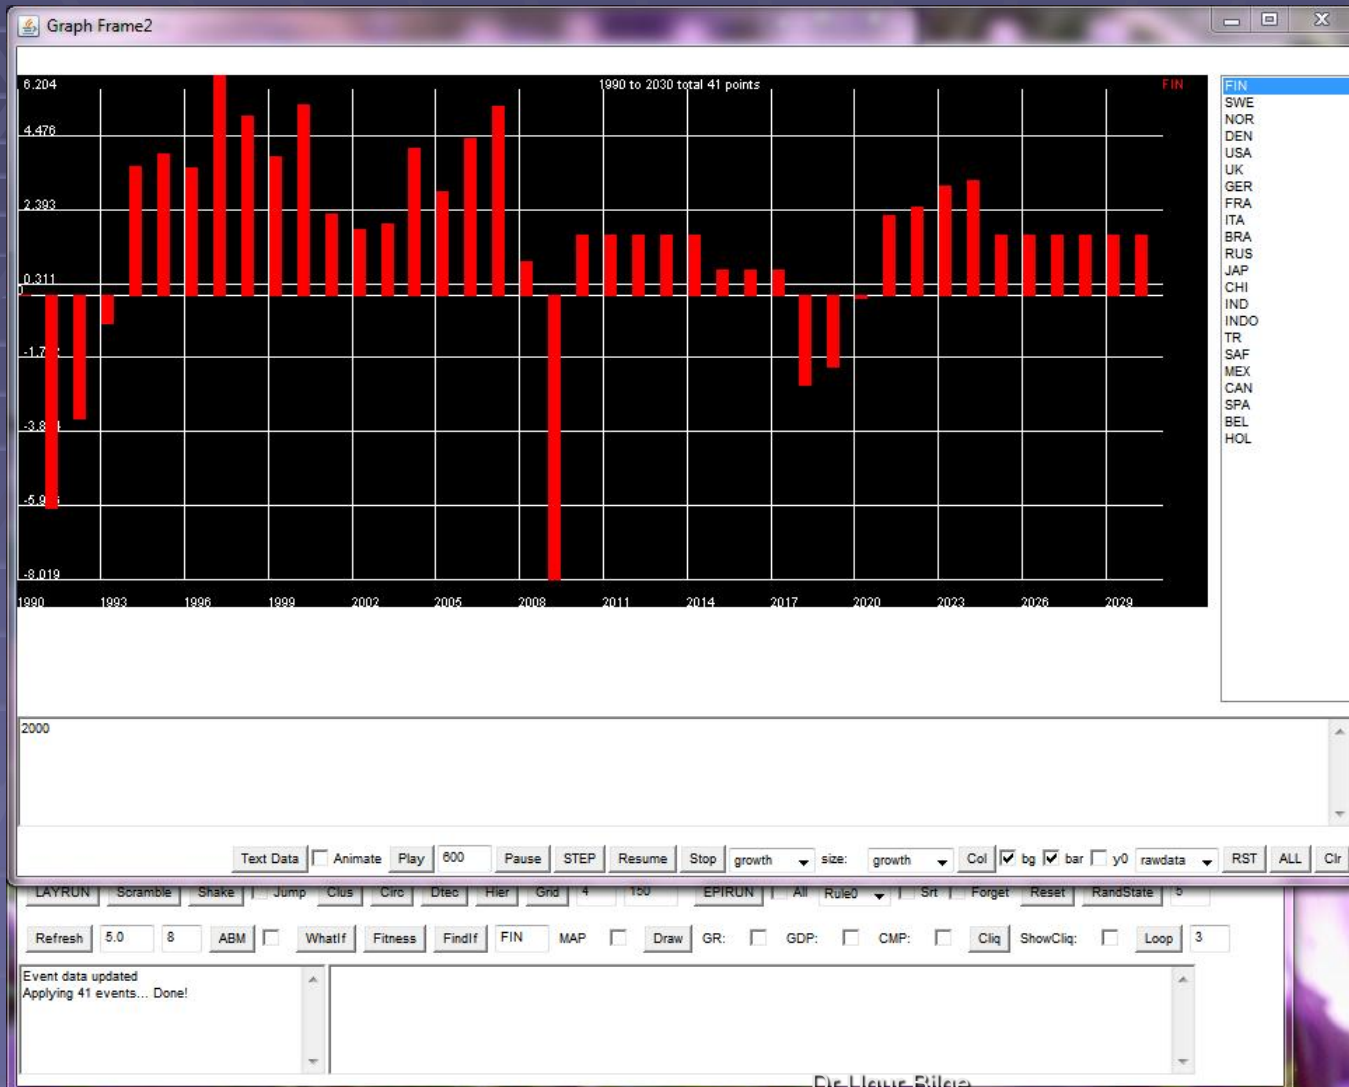 Graph Frame2
6.204
1990 to 2030 total 41 points
FIN
4.476
2.393
0.311
0
-8.019
1990 1993 1996 1999 2002 2005 2008 2011 2014 2017 2020 2023 2026 2029
FIN
SWE
NOR
DEN
USA
UK
GER
FRA
ITA
BRA
RUS
JAP
CHI
IND
INDO
TR
SAF
MEX
CAN
SPA
BEL
HOL
2000
Text Data Animate Play 600 Pause STEP Resume Stop growth size: growth Col bg bar y0 rawdata RST ALL Clr
LAYRUN Scramble Shake Jump Clus Circ Dtec Hier Grid 4 150 EPIRUN All Rule0 Srt Forget Reset RandState 5
Refresh 5.0 8 ABM WhatIf Fitness FindIf FIN MAP Draw GR: GDP: CMP: Cliq ShowCliq: Loop 3
Event data updated
Applying 41 events... Done!